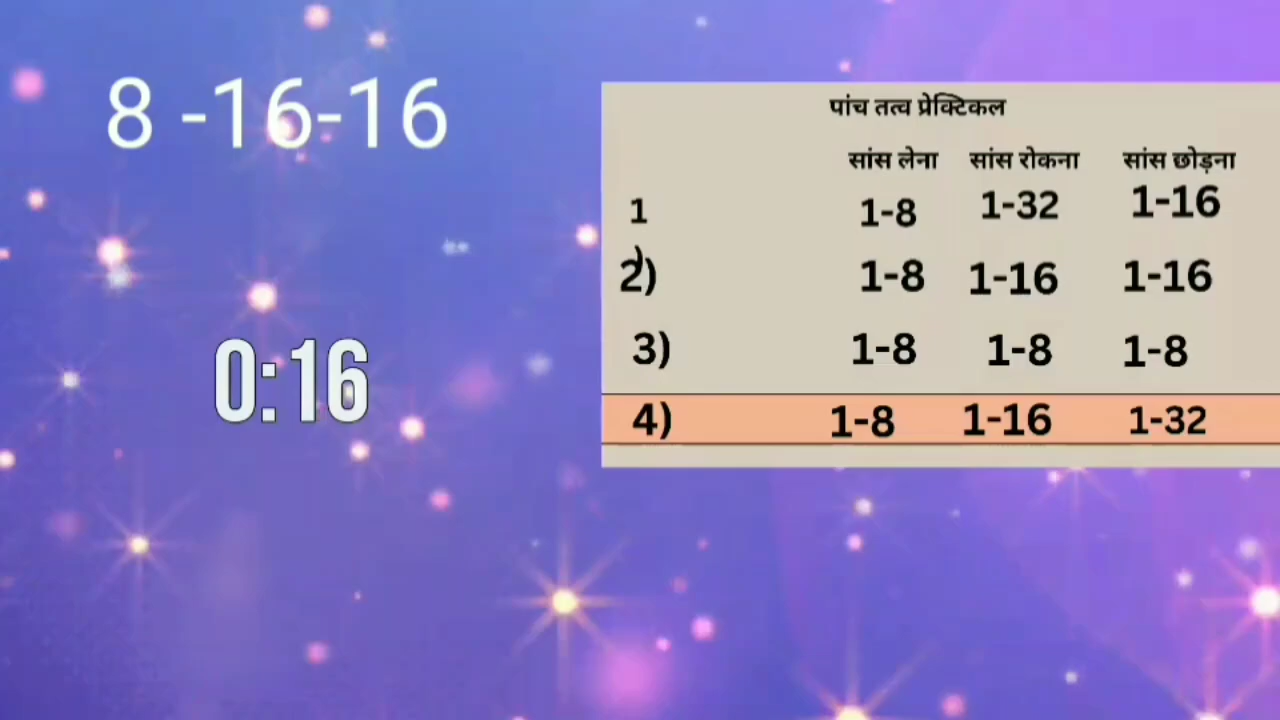 8 -16-16
0:16
पांच तत्व प्रेक्टिकल
सांस लेना सांस रोकना सांस छोड़ना
1) 1-8 1-32 1-16
2) 1-8 1-16 1-16
3) 1-8 1-8 1-8
4) 1-8 1-16 1-32